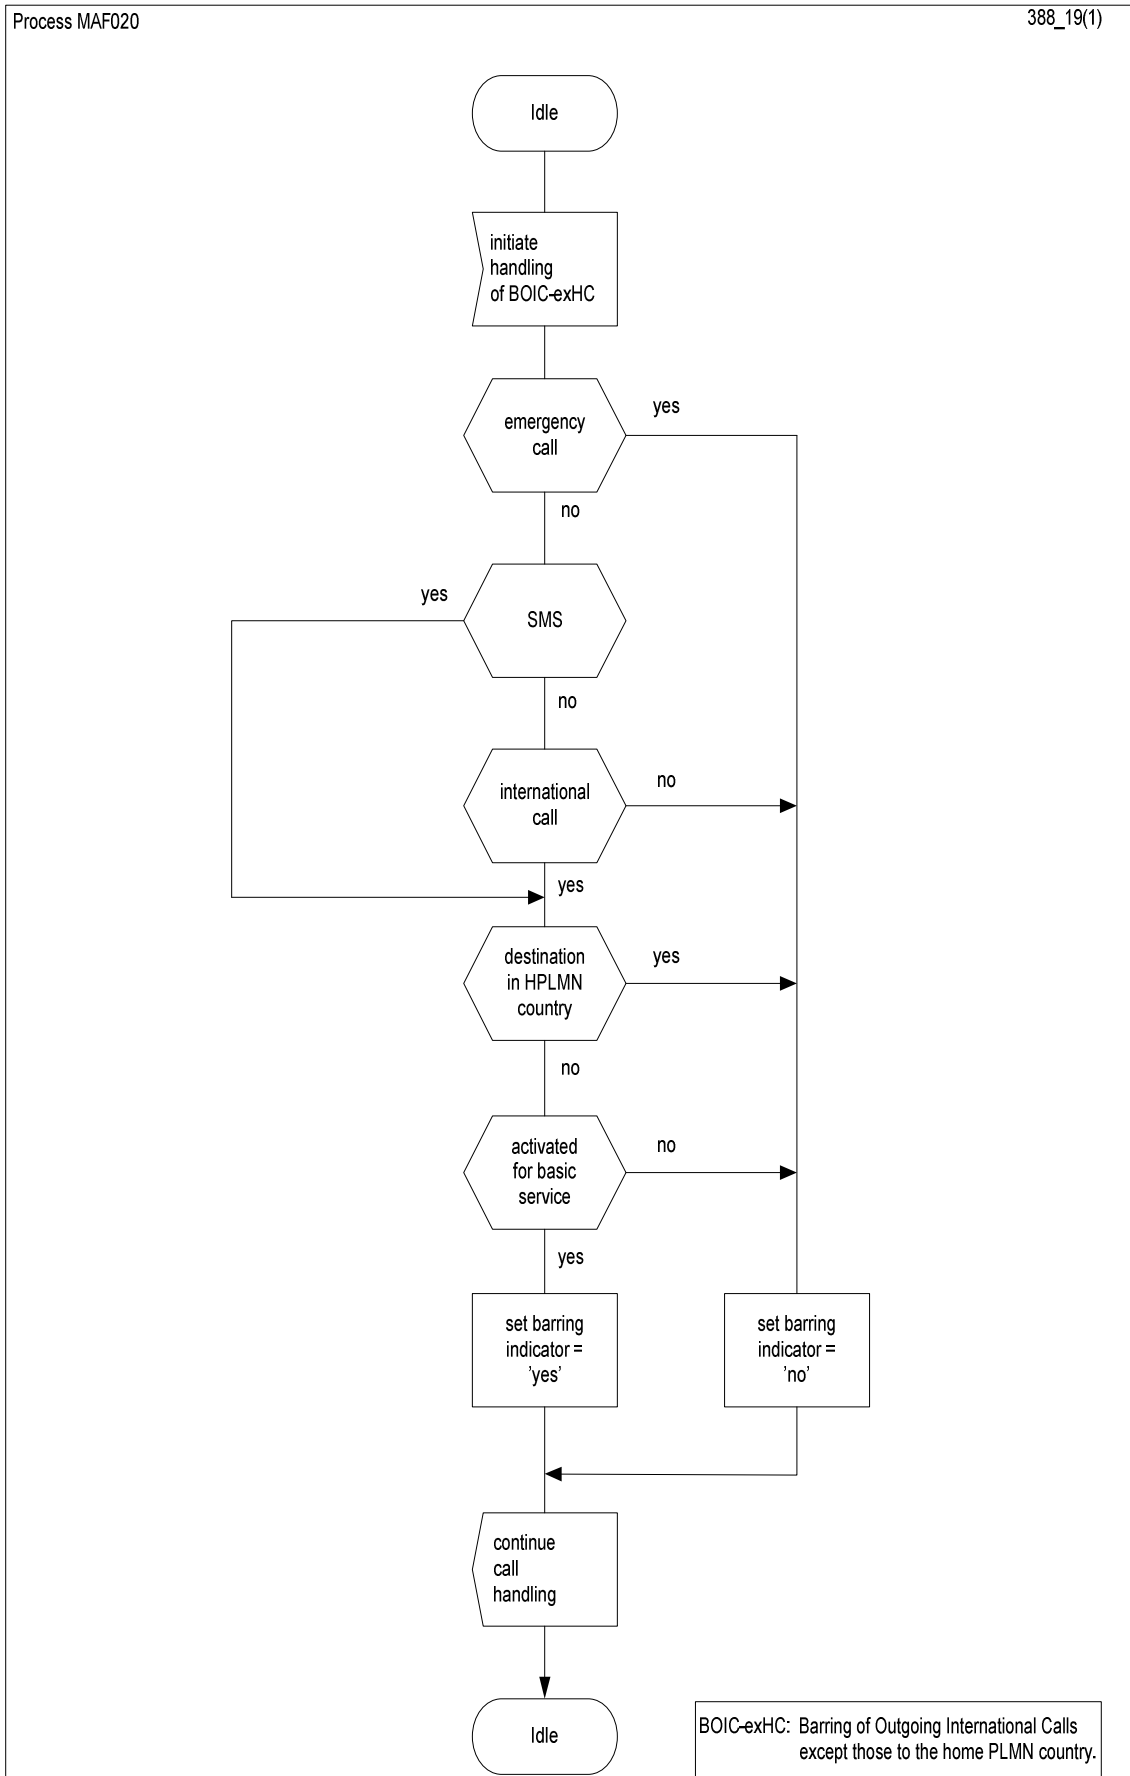 Process MAF020
388_19(1)
Idle
initiate
handling
of BOIC-exHC
emergency
call
yes
no
SMS
yes
no
international
call
no
yes
destination
in HPLMN
country
yes
no
activated
for basic
service
no
yes
set barring
indicator =
'yes'
set barring
indicator =
'no'
continue
call
handling
Idle
BOIC-exHC: Barring of Outgoing International Calls
except those to the home PLMN country.